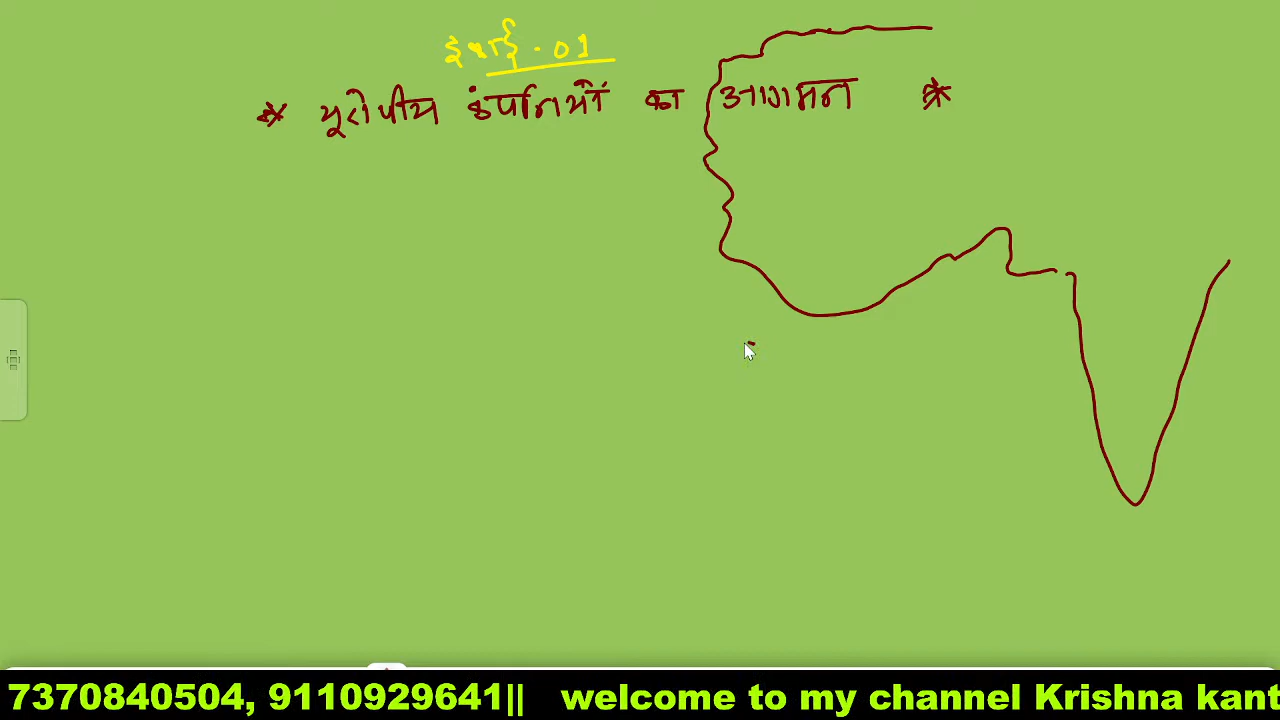 इकाई - 01
* यूरोपीय कंपनियों का आगमन *
7370840504, 9110929641|| welcome to my channel Krishna kant